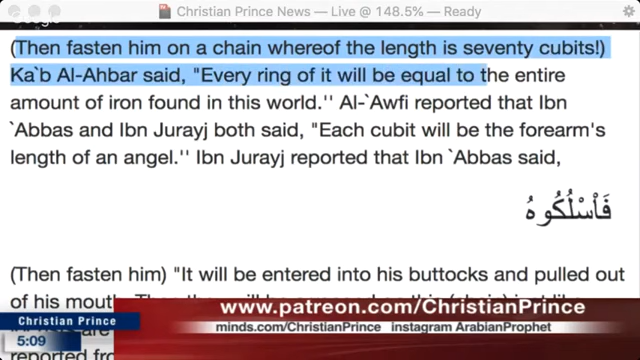 Christian Prince News — Live @ 148.5% — Ready
(Then fasten him on a chain whereof the length is seventy cubits!)
Ka`b Al-Ahbar said, "Every ring of it will be equal to the entire
amount of iron found in this world.'' Al-`Awfi reported that Ibn
`Abbas and Ibn Jurayj both said, "Each cubit will be the forearm's
length of an angel.'' Ibn Jurayj reported that Ibn `Abbas said,
فَاْسْلُكُوهُ
(Then fasten him) "It will be entered into his buttocks and pulled out
of his mouth.
www.patreon.com/ChristianPrince
Christian Prince
minds.com/ChristianPrince instagram ArabianProphet
5:09
reported